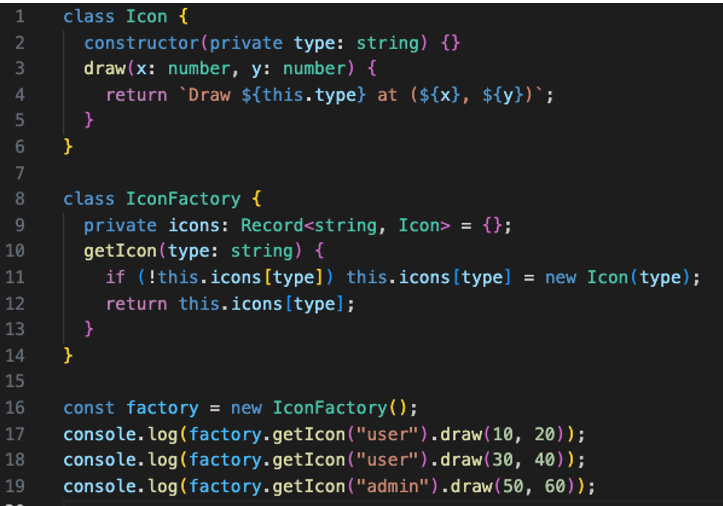 1 class Icon {
2   constructor(private type: string) {}
3   draw(x: number, y: number) {
4     return `Draw ${this.type} at (${x}, ${y})`;
5   }
6 }
7
8 class IconFactory {
9   private icons: Record<string, Icon> = {};
10   getIcon(type: string) {
11     if (!this.icons[type]) this.icons[type] = new Icon(type);
12     return this.icons[type];
13   }
14 }
15
16 const factory = new IconFactory();
17 console.log(factory.getIcon("user").draw(10, 20));
18 console.log(factory.getIcon("user").draw(30, 40));
19 console.log(factory.getIcon("admin").draw(50, 60));